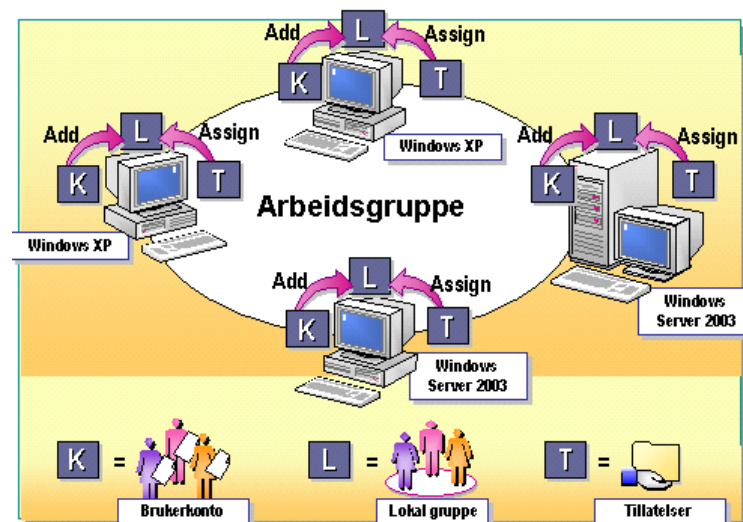 Add L Assign
K T
Windows XP
Add L Assign
K T
Windows XP
Add L Assign
K T
Windows
Server 2003
Arbeidsgruppe
Add L Assign
K T
Windows
Server 2003
K = Brukerkonto
L = Lokal gruppe
T = Tillatelser